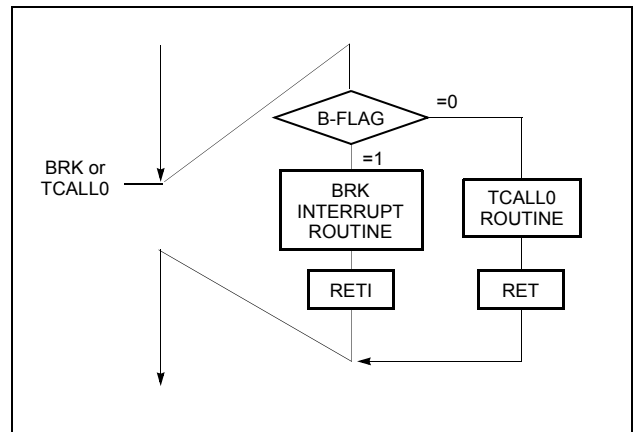 =0
B-FLAG
=1
BRK or
TCALL0
BRK
INTERRUPT
ROUTINE
TCALL0
ROUTINE
RETI
RET